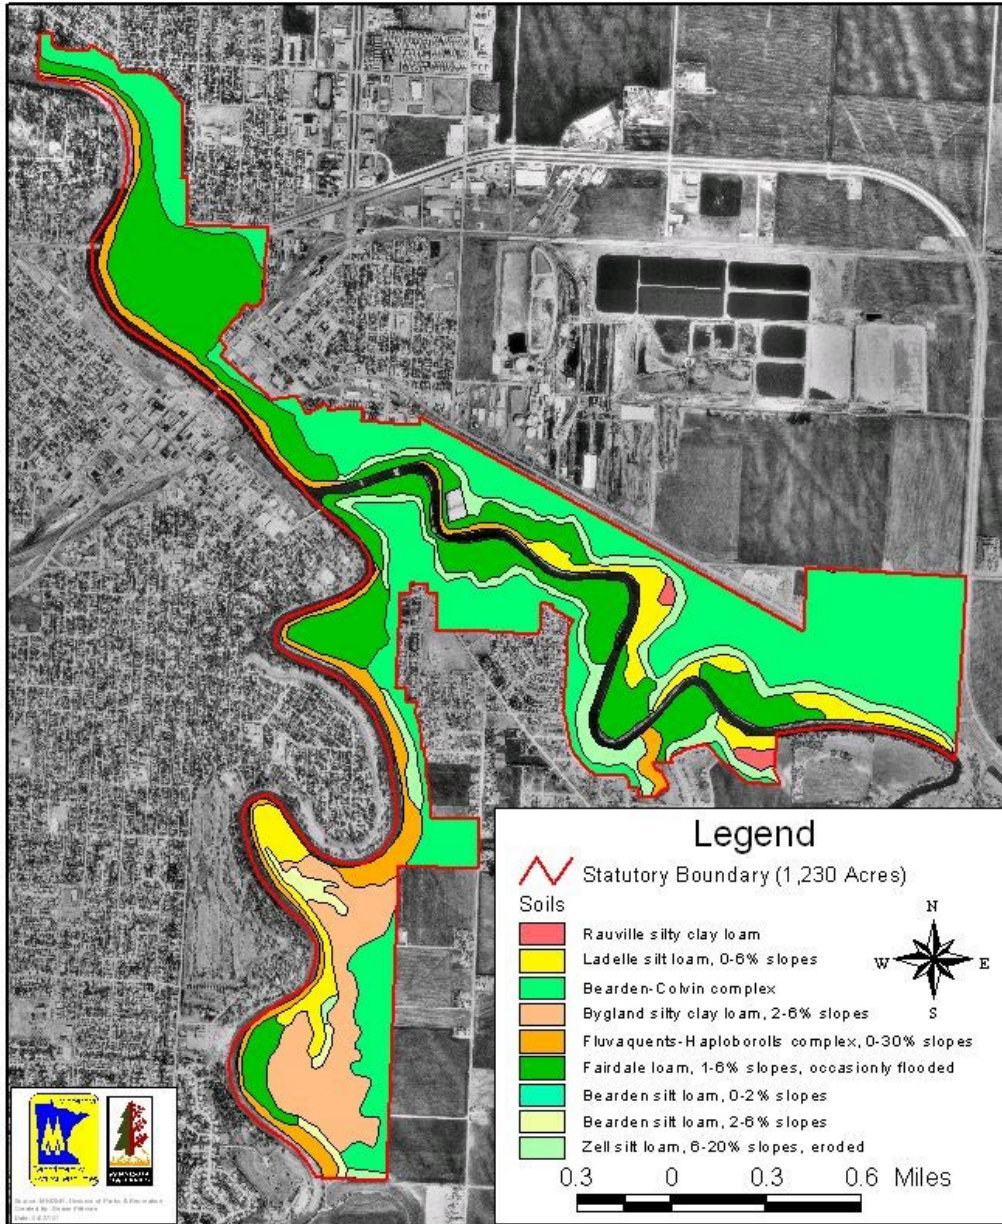 Legend
Statutory Boundary (1,230 Acres)
Soils
Rauville silty clay loam
Ladelle silt loam, 0-6% slopes
Bearden-Colvin complex
Bygland silty clay loam, 2-6% slopes
Fluvaquents-Haploborolls complex, 0-30% slopes
Fairdale loam, 1-6% slopes, occasionly flooded
Bearden silt loam, 0-2% slopes
Bearden silt loam, 2-6% slopes
Zell silt loam, 6-20% slopes, eroded
N
W
E
S
0.3 0 0.3 0.6 Miles